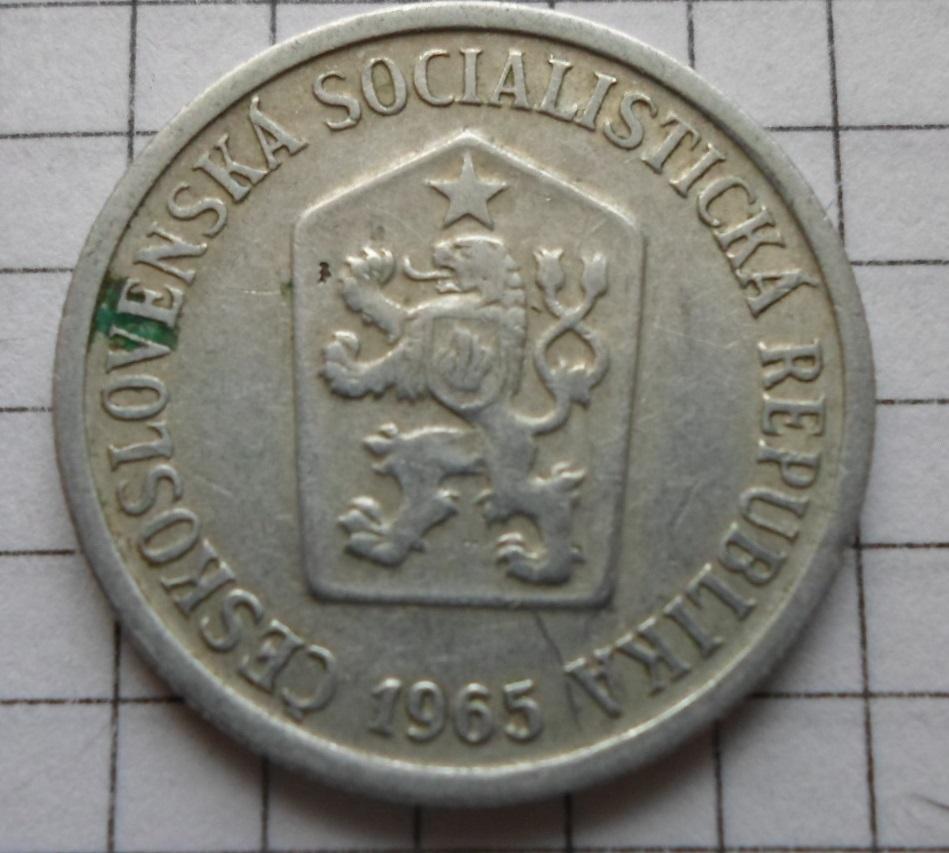 ČESKOSLOVENSKÁ SOCIALISTICKÁ REPUBLIKA
1965